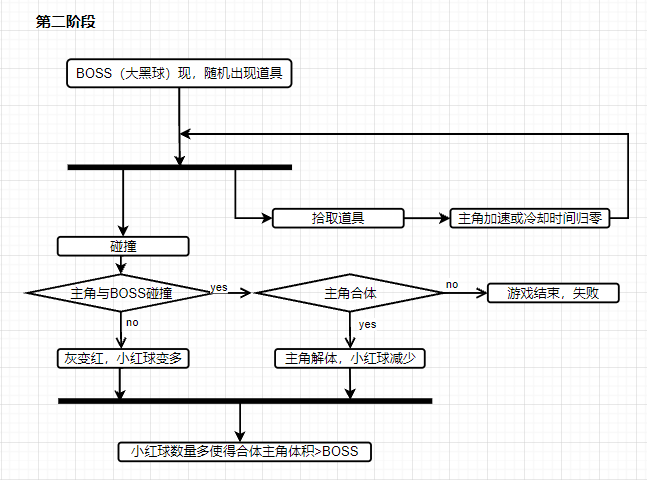 第二阶段
BOSS（大黑球）现，随机出现道具
拾取道具
主角加速或冷却时间归零
碰撞
主角与BOSS碰撞
yes
主角合体
no
游戏结束，失败
no
yes
灰变红，小红球变多
主角解体，小红球减少
小红球数量多使得合体主角体积>BOSS